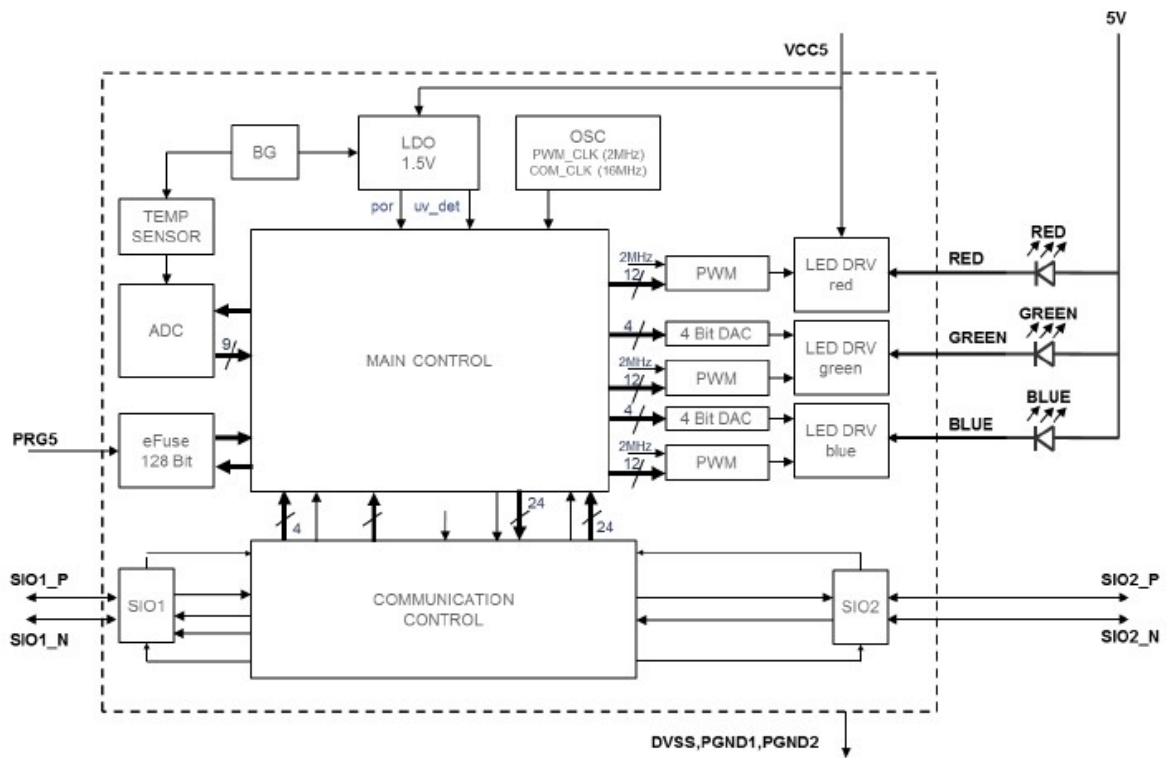 5V
VCC5
BG
LDO
1.5V
OSC
PWM_CLK (2MHz)
COM_CLK (16MHz)
por uv_det
TEMP
SENSOR
ADC
9
MAIN CONTROL
2MHz
12
PWM
LED DRV
red
RED
RED
4
4 Bit DAC
2MHz
12
PWM
LED DRV
green
GREEN
GREEN
4
4 Bit DAC
2MHz
12
PWM
LED DRV
blue
BLUE
BLUE
PRG5
eFuse
128 Bit
4
24
24
SIO1_P
SIO1_N
SIO1
COMMUNICATION
CONTROL
SIO2
SIO2_P
SIO2_N
DVSS,PGND1,PGND2